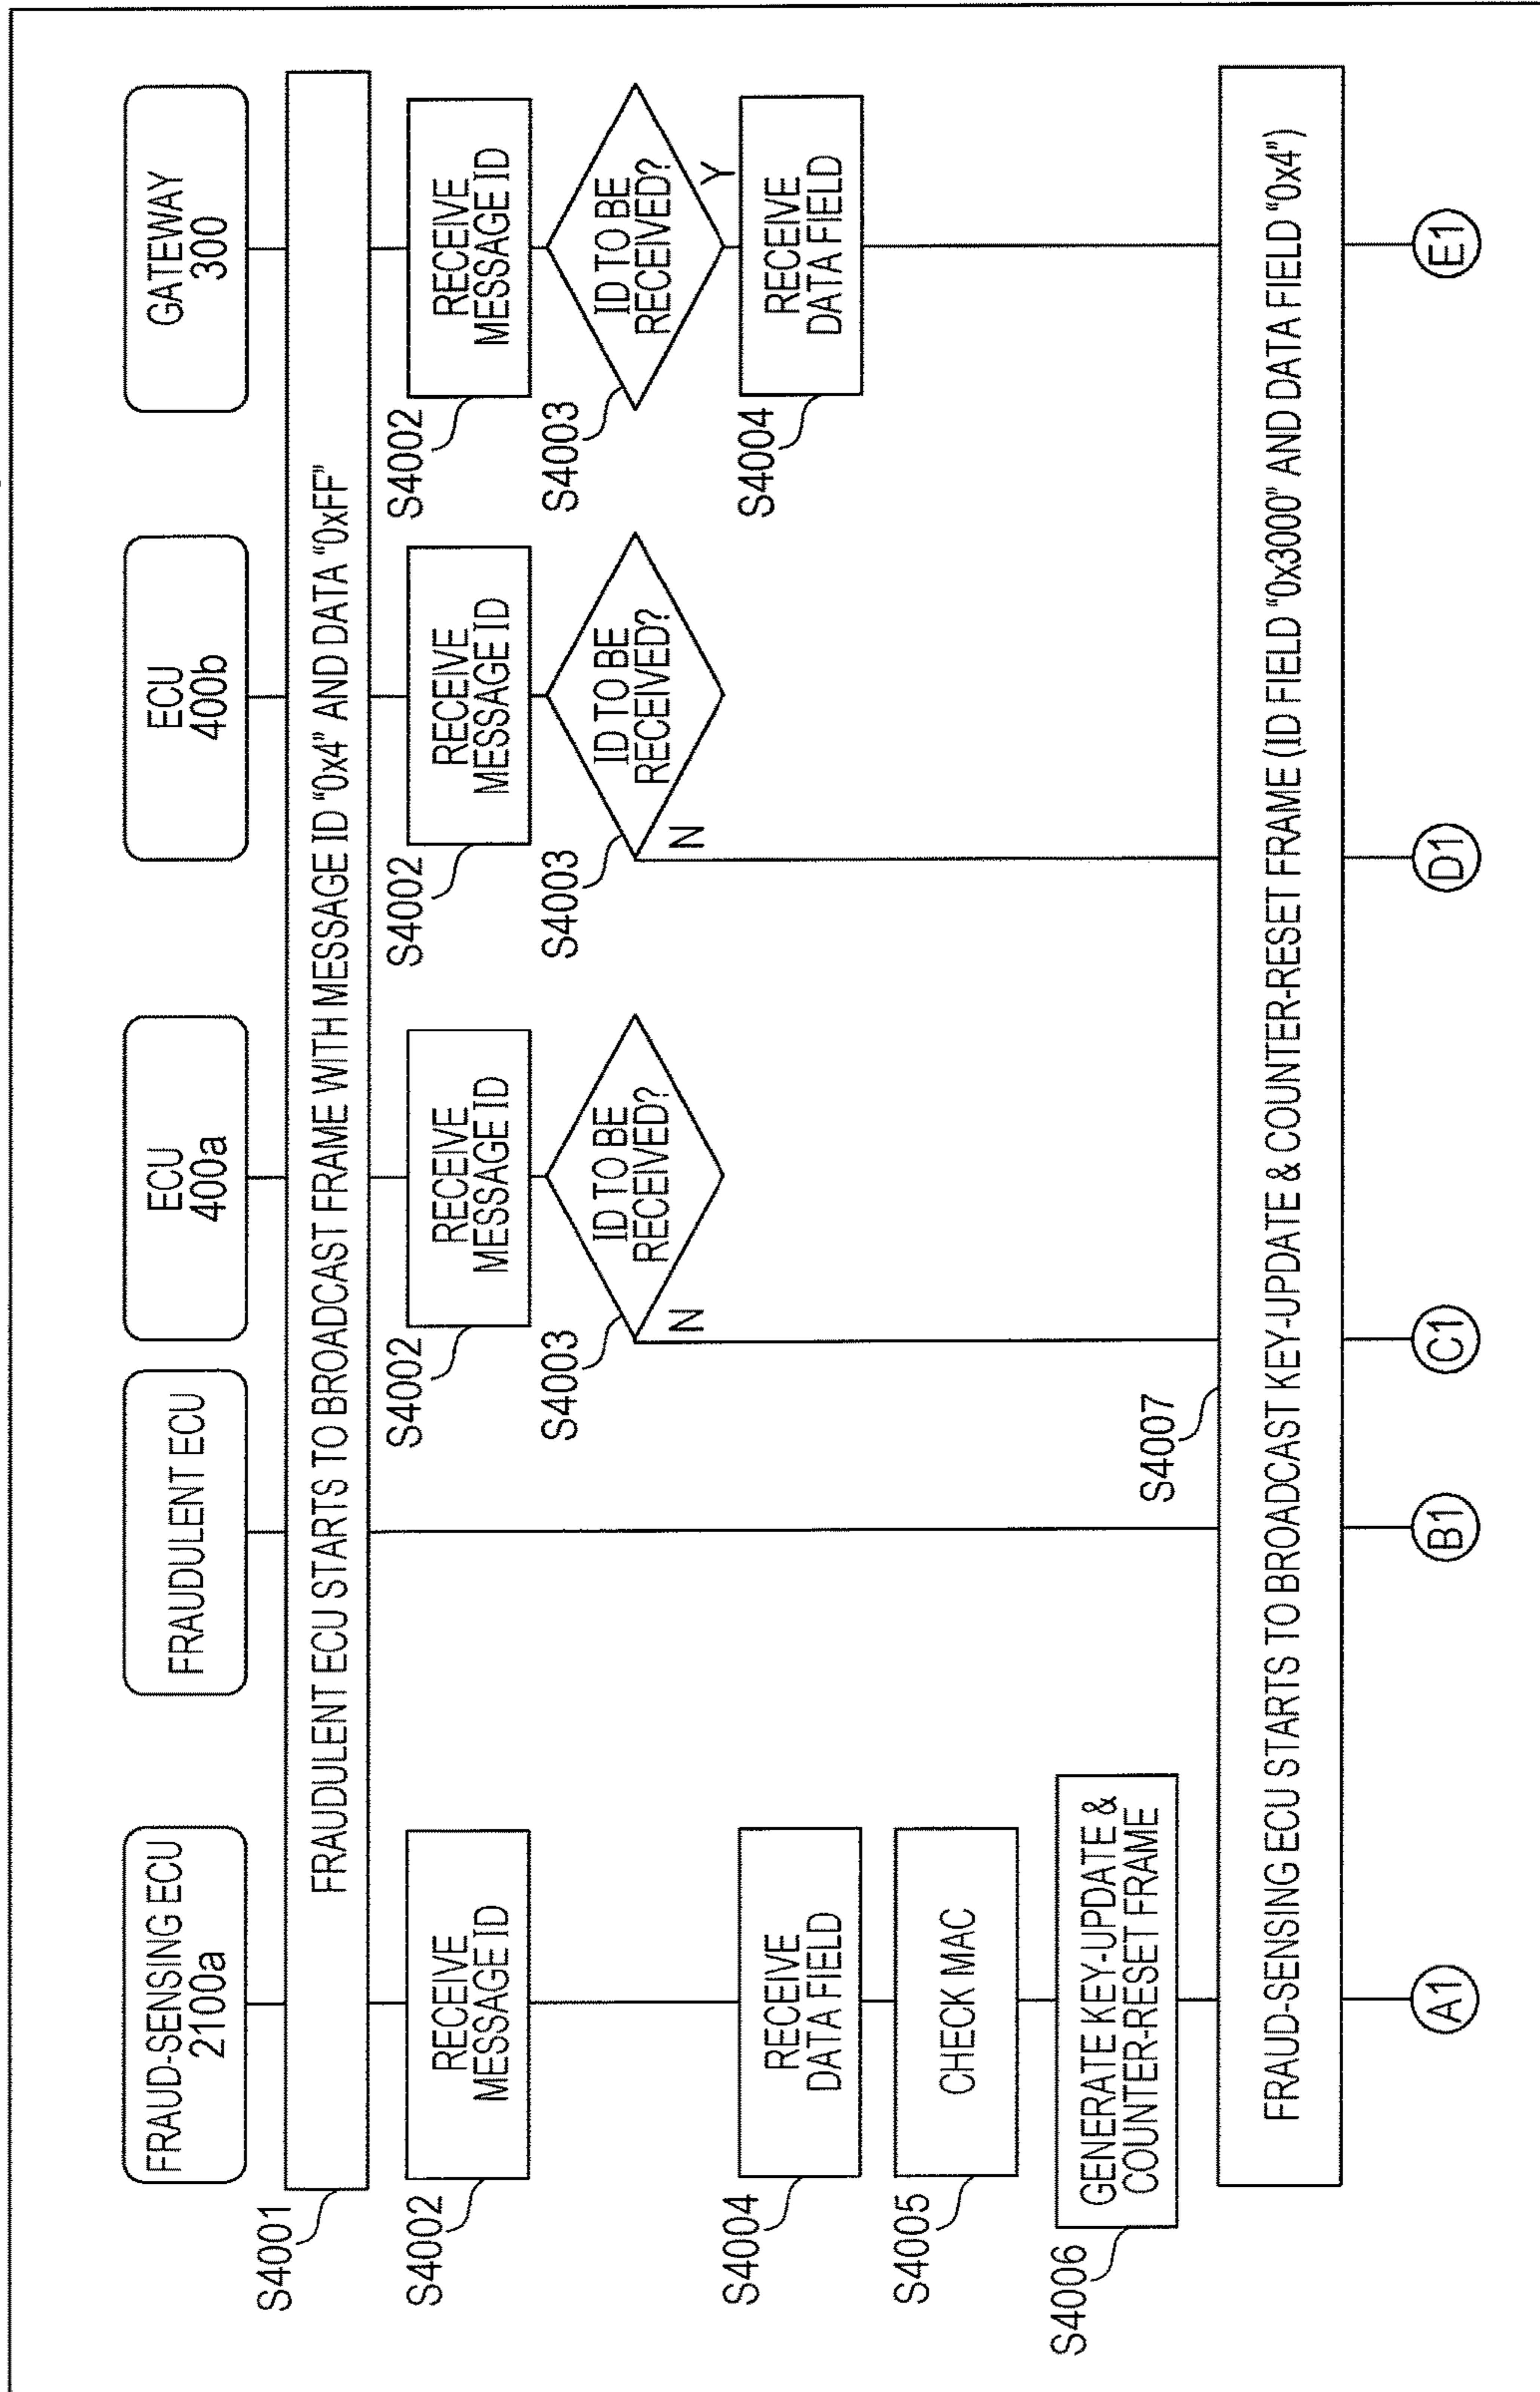 FRAUD-SENSING ECU
2100a
FRAUDULENT ECU
ECU
400a
ECU
400b
GATEWAY
300
S4001
FRAUDULENT ECU STARTS TO BROADCAST FRAME WITH MESSAGE ID “0x4” AND DATA “0xFF”
S4002
RECEIVE
MESSAGE ID
S4002
RECEIVE
MESSAGE ID
S4002
RECEIVE
MESSAGE ID
S4002
RECEIVE
MESSAGE ID
S4003
ID TO BE
RECEIVED?
N
S4003
ID TO BE
RECEIVED?
N
S4003
ID TO BE
RECEIVED?
Y
S4004
RECEIVE
DATA FIELD
S4004
RECEIVE
DATA FIELD
S4005
CHECK MAC
S4006
GENERATE KEY-UPDATE &
COUNTER-RESET FRAME
S4007
FRAUD-SENSING ECU STARTS TO BROADCAST KEY-UPDATE & COUNTER-RESET FRAME (ID FIELD “0x3000” AND DATA FIELD “0x4”)
A1
B1
C1
D1
E1